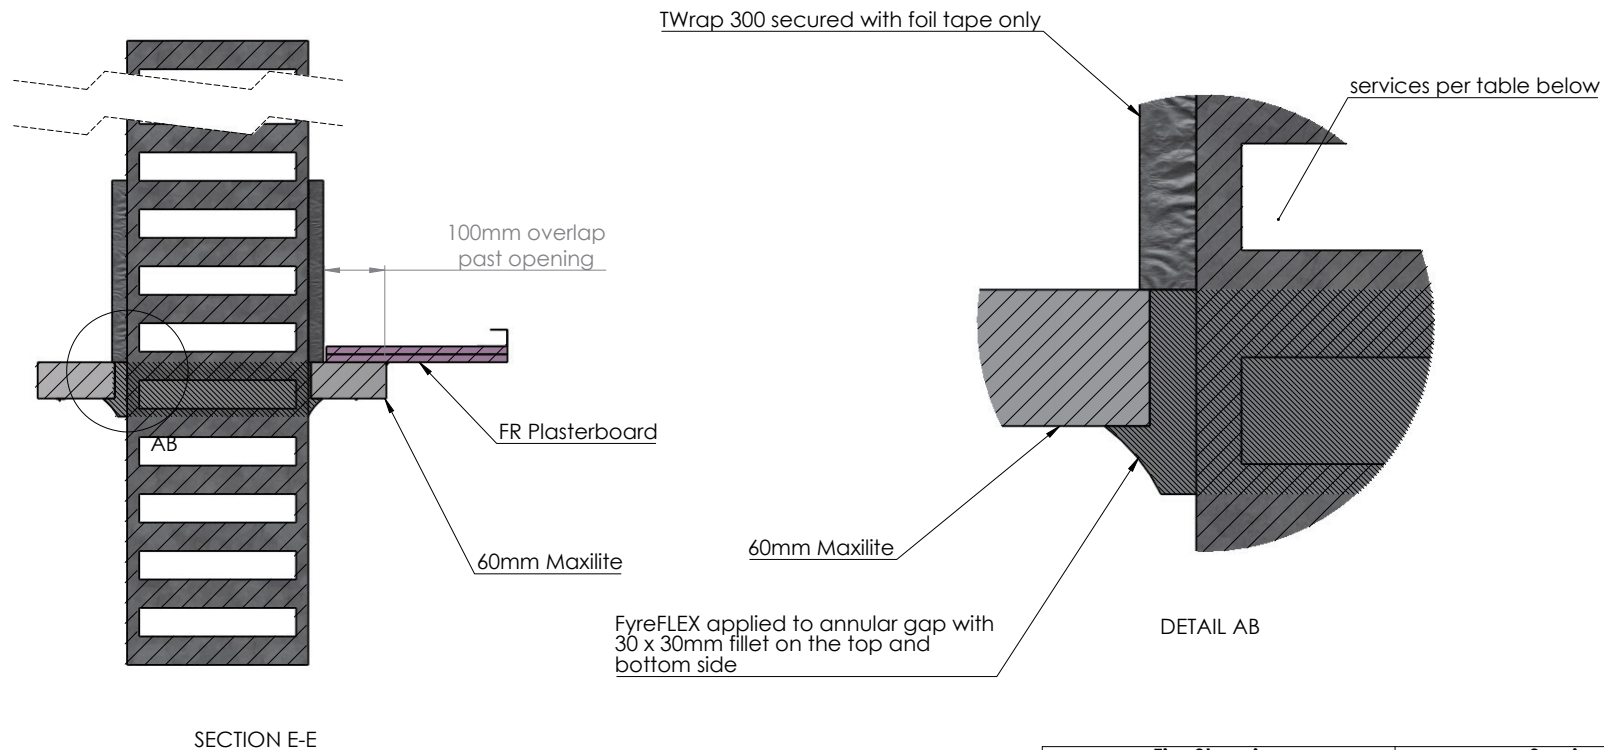 TWrap 300 secured with foil tape only
services per table below
100mm overlap
past opening
AB
FR Plasterboard
60mm Maxilite
60mm Maxilite
FyreFLEX applied to annular gap with
30 x 30mm fillet on the top and
bottom side
DETAIL AB
SECTION E-E